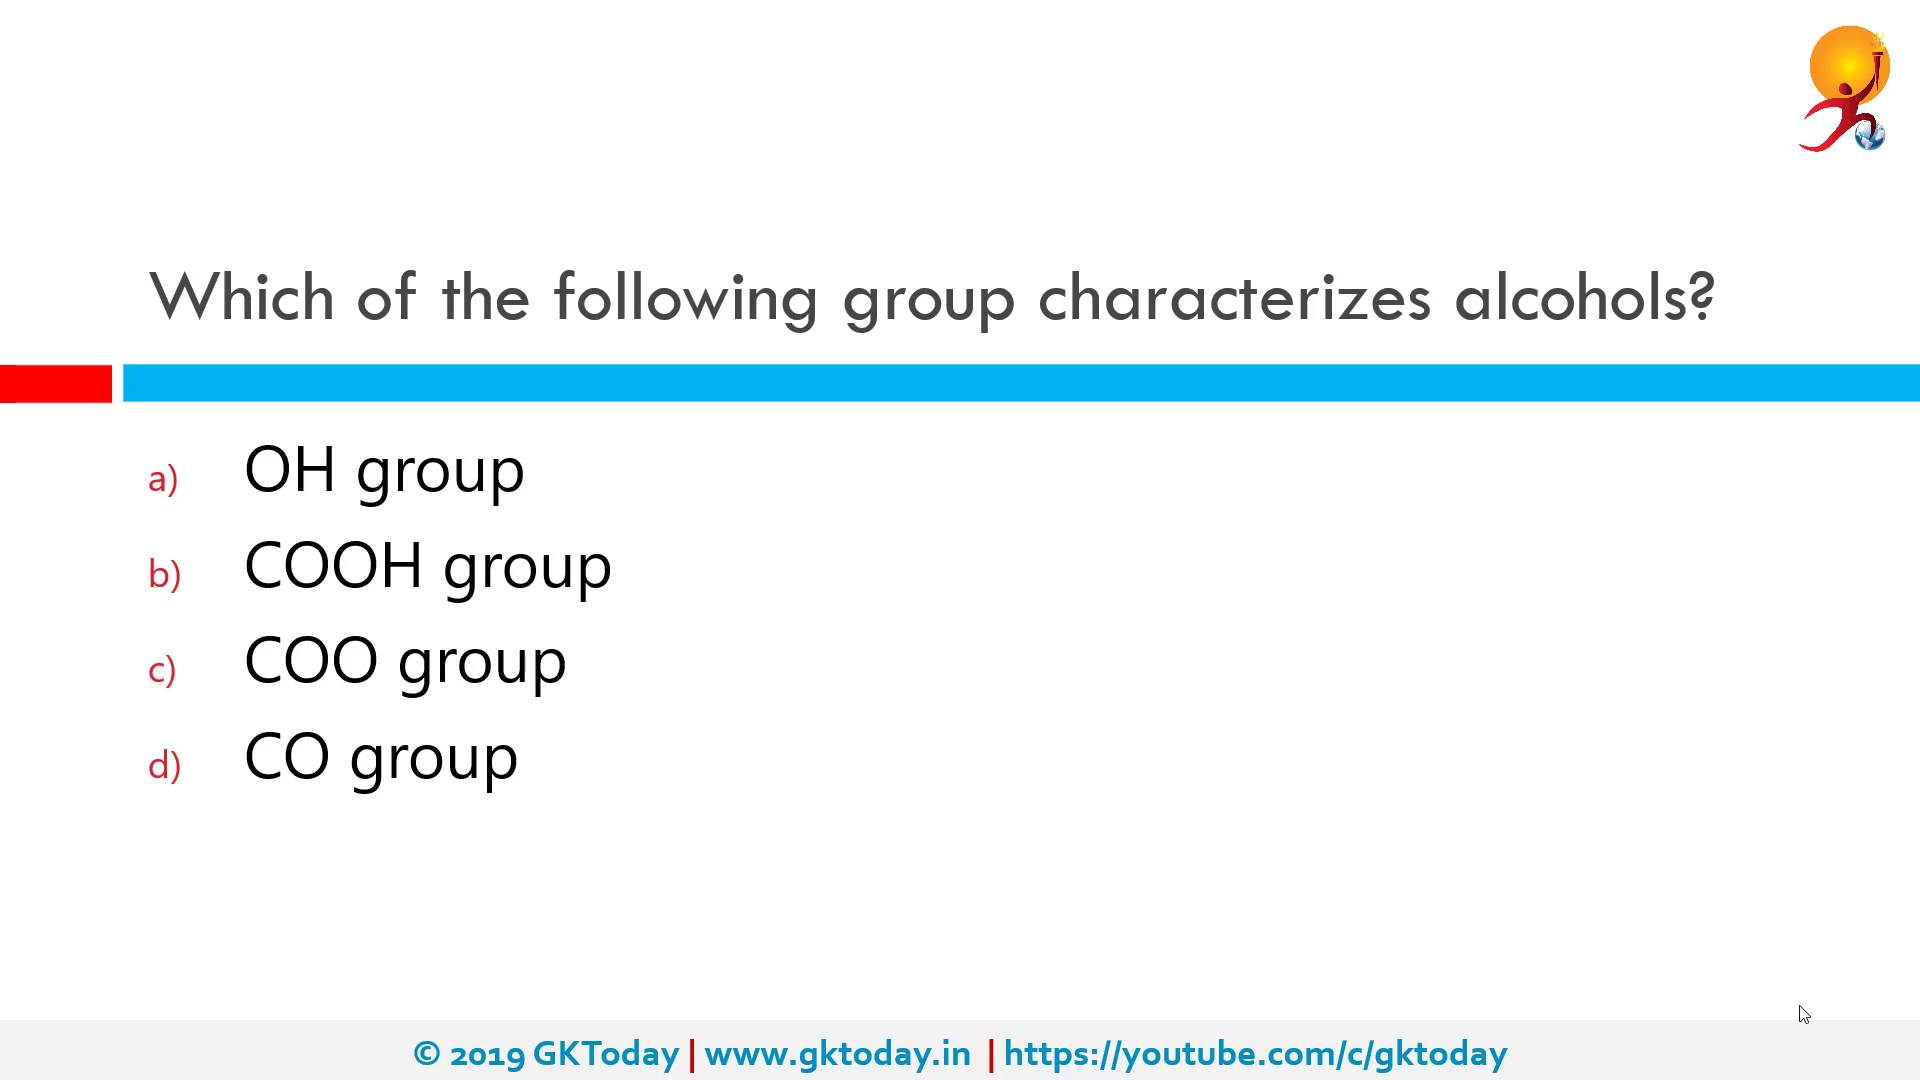 Which of the following group characterizes alcohols?
a) OH group
b) COOH group
c) COO group
d) CO group
© 2019 GKToday | www.gktoday.in | https://youtube.com/c/gktoday